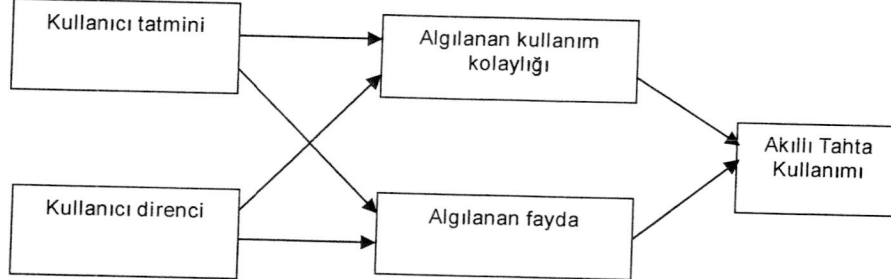 Kullanıcı tatmini
Algılanan kullanım
kolaylığı
Akıllı Tahta
Kullanımı
Kullanıcı direnci
Algılanan fayda